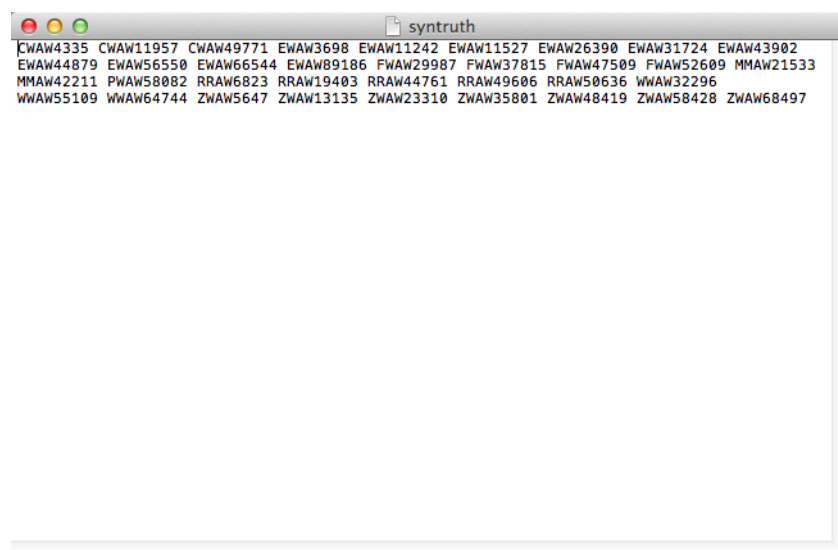 syntruth
CWAW4335 CWAW11957 CWAW49771 EWAW3698 EWAW11242 EWAW11527 EWAW26390 EWAW31724 EWAW43902
EWAW44879 EWAW56550 EWAW66544 EWAW89186 FWAW29987 FWAW37815 FWAW47509 FWAW52609 MMAW21533
MMAW42211 PWAW58082 RRAW6823 RRAW19403 RRAW44761 RRAW49606 RRAW50636 WWAW32296
WWAW55109 WWAW64744 ZWAW5647 ZWAW13135 ZWAW23310 ZWAW35801 ZWAW48419 ZWAW58428 ZWAW68497